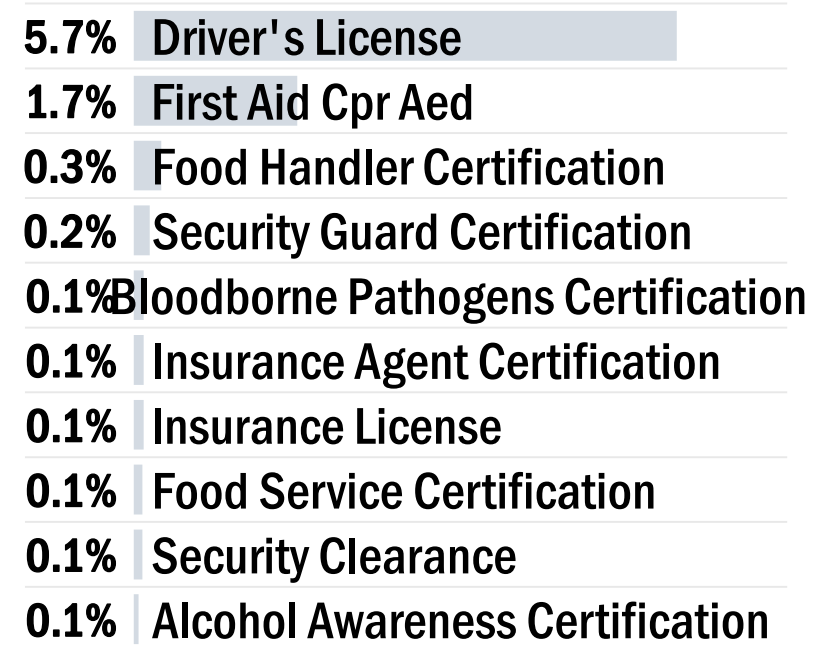 5.7% Driver's License
1.7% First Aid Cpr Aed
0.3% Food Handler Certification
0.2% Security Guard Certification
0.1% Bloodborne Pathogens Certification
0.1% Insurance Agent Certification
0.1% Insurance License
0.1% Food Service Certification
0.1% Security Clearance
0.1% Alcohol Awareness Certification